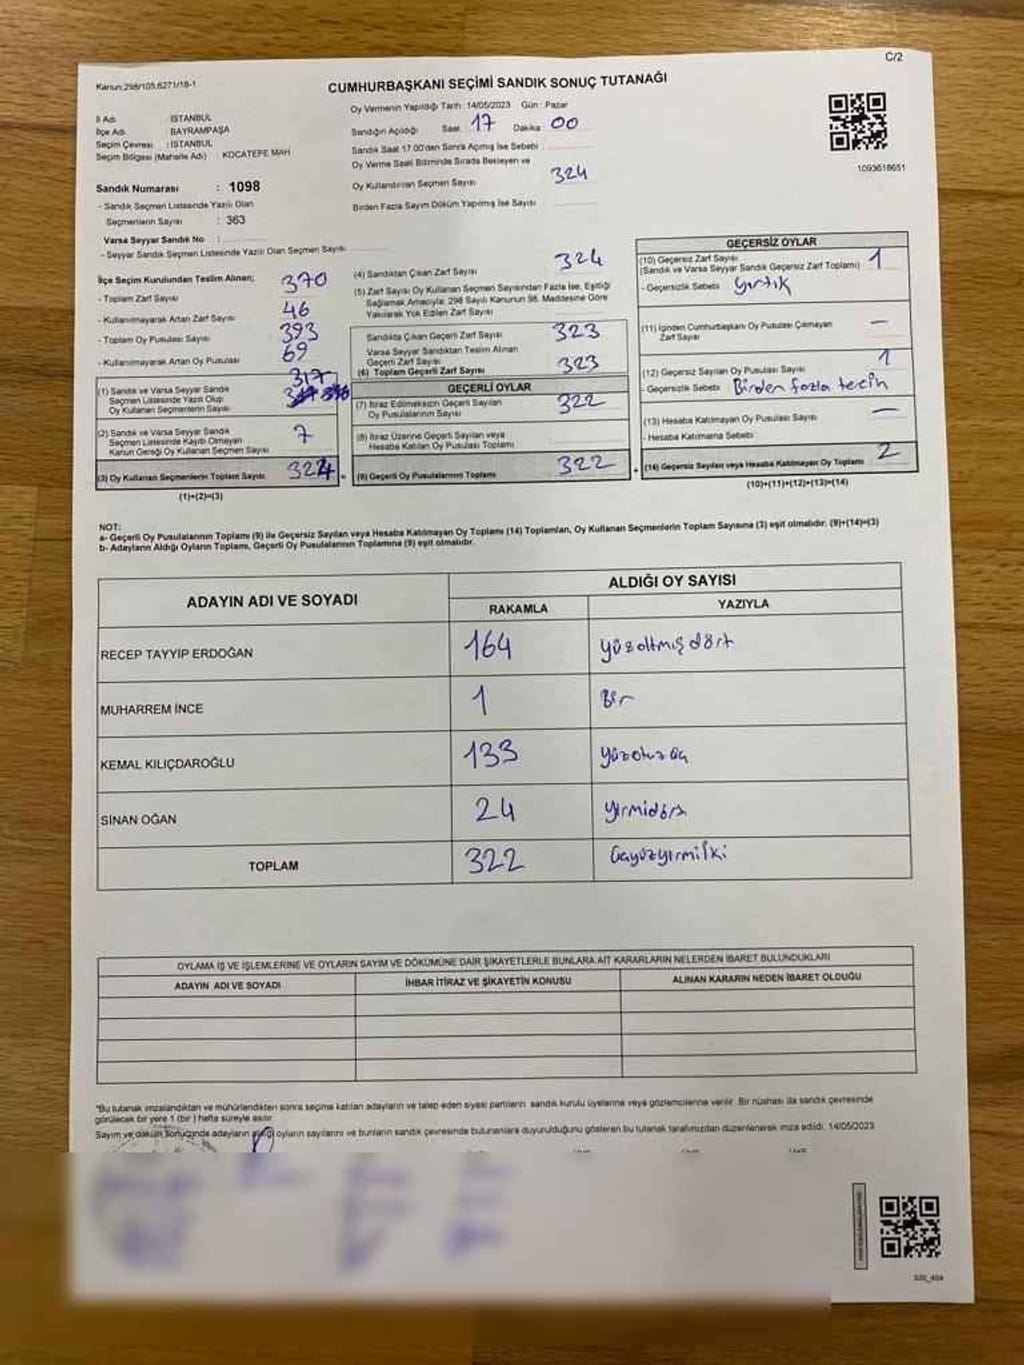 C/2
Kanun:298/105,6271/18-1
CUMHURBAŞKANI SEÇİMİ SANDIK SONUÇ TUTANAĞI
İl Adı : İSTANBUL
İlçe Adı : BAYRAMPAŞA
Seçim Çevresi : İSTANBUL
Seçim Bölgesi (Mahalle Adı) : KOCATEPE MAH
Sandık Numarası : 1098
- Sandık Seçmen Listesinde Yazılı Olan
Seçmenlerin Sayısı : 363
Varsa Seyyar Sandık No :
- Seyyar Sandık Seçmen Listesinde Yazılı Olan Seçmen Sayısı
Oy Vermenin Yapıldığı Tarih : 14/05/2023 Gün : Pazar
Sandığın Açıldığı Saat 17 Dakika 00
Sandık Saat 17.00'den Sonra Açılmış İse Sebebi
Oy Verme Saati Bitiminde Sırada Bekleyen ve
Oy Kullandırılan Seçmen Sayısı 324
Birden Fazla Sayım Döküm Yapılmış İse Sayısı
1093618651
İlçe Seçim Kurulundan Teslim Alınan;
- Toplam Zarf Sayısı 370
- Kullanılmayarak Artan Zarf Sayısı 46
- Toplam Oy Pusulası Sayısı 393
- Kullanılmayarak Artan Oy Pusulası 69
(1) Sandık ve Varsa Seyyar Sandık
Seçmen Listesinde Yazılı Olup
Oy Kullanan Seçmenlerin Sayısı 317
(2) Sandık ve Varsa Seyyar Sandık
Seçmen Listesinde Kayıtlı Olmayan
Kanun Gereği Oy Kullanan Seçmen Sayısı 7
(3) Oy Kullanan Seçmenlerin Toplam Sayısı 324
(1)+(2)=(3)
(4) Sandıktan Çıkan Zarf Sayısı 324
(5) Zarf Sayısı Oy Kullanan Seçmen Sayısından Fazla İse, Eşitliği
Sağlamak Amacıyla; 298 Sayılı Kanunun 98. Maddesine Göre
Yakılarak Yok Edilen Zarf Sayısı
Sandıkta Çıkan Geçerli Zarf Sayısı 323
Varsa Seyyar Sandıktan Teslim Alınan
Geçerli Zarf Sayısı
(6) Toplam Geçerli Zarf Sayısı 323
GEÇERLİ OYLAR
(7) İtiraz Edilmeksizin Geçerli Sayılan
Oy Pusulalarının Sayısı 322
(8) İtiraz Üzerine Geçerli Sayılan veya
Hesaba Katılan Oy Pusulası Toplamı
(9) Geçerli Oy Pusulalarının Toplamı 322
GEÇERSİZ OYLAR
(10) Geçersiz Zarf Sayısı
(Sandık ve Varsa Seyyar Sandık Geçersiz Zarf Toplamı) 1
- Geçersizlik Sebebi yırtık
(11) İçinden Cumhurbaşkanı Oy Pusulası Çıkmayan
Zarf Sayısı —
(12) Geçersiz Sayılan Oy Pusulası Sayısı 1
- Geçersizlik Sebebi Birden fazla tercih
(13) Hesaba Katılmayan Oy Pusulası Sayısı —
- Hesaba Katılmama Sebebi
(14) Geçersiz Sayılan veya Hesaba Katılmayan Oy Toplamı 2
(10)+(11)+(12)+(13)=(14)
NOT:
a- Geçerli Oy Pusulalarının Toplamı (9) ile Geçersiz Sayılan veya Hesaba Katılmayan Oy Toplamı (14) Toplamları, Oy Kullanan Seçmenlerin Toplam Sayısına (3) eşit olmalıdır. (9)+(14)=(3)
b- Adayların Aldığı Oyların Toplamı, Geçerli Oy Pusulalarının Toplamına (9) eşit olmalıdır.
ADAYIN ADI VE SOYADI
ALDIĞI OY SAYISI
RAKAMLA YAZIYLA
RECEP TAYYİP ERDOĞAN 164 yüzaltmışdört
MUHARREM İNCE 1 Bir
KEMAL KILIÇDAROĞLU 133 yüzotuzüç
SİNAN OĞAN 24 yirmidört
TOPLAM 322 üçyüzyirmiiki
OYLAMA İŞ VE İŞLEMLERİNE VE OYLARIN SAYIM VE DÖKÜMÜNE DAİR ŞİKAYETLERLE BUNLARA AİT KARARLARIN NELERDEN İBARET BULUNDUKLARI
ADAYIN ADI VE SOYADI İHBAR İTİRAZ VE ŞİKAYETİN KONUSU ALINAN KARARIN NEDEN İBARET OLDUĞU
*Bu tutanak imzalandıktan ve mühürlendikten sonra seçime katılan adayların ve talep eden siyasi partilerin sandık kurulu üyelerine veya gözlemcilerine verilir. Bir nüshası da sandık çevresinde
görülecek bir yere 1 (bir) hafta süreyle asılır.
Sayım ve döküm sonucunda adayların aldığı oyların sayılarını ve bunların sandık çevresinde bulunanlara duyurulduğunu gösteren bu tutanak tarafımızdan düzenlenerek imza edildi. 14/05/2023